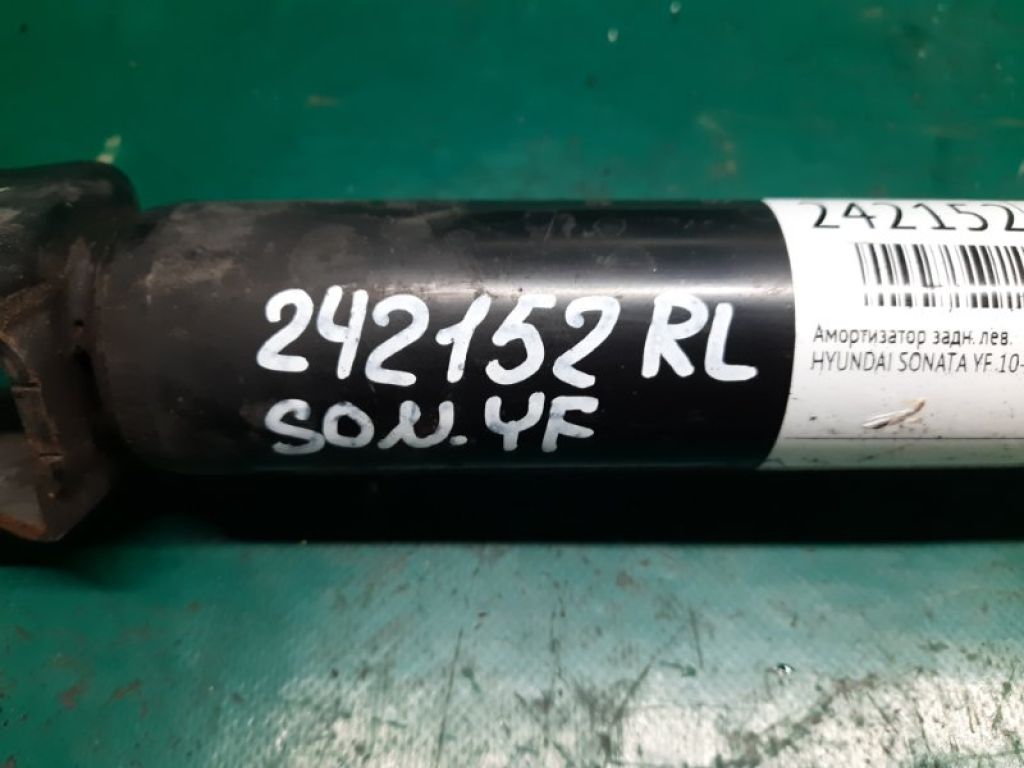 242152 RL
SON. YF
242152
Амортизатор задн. лев.
HYUNDAI SONATA YF 10-